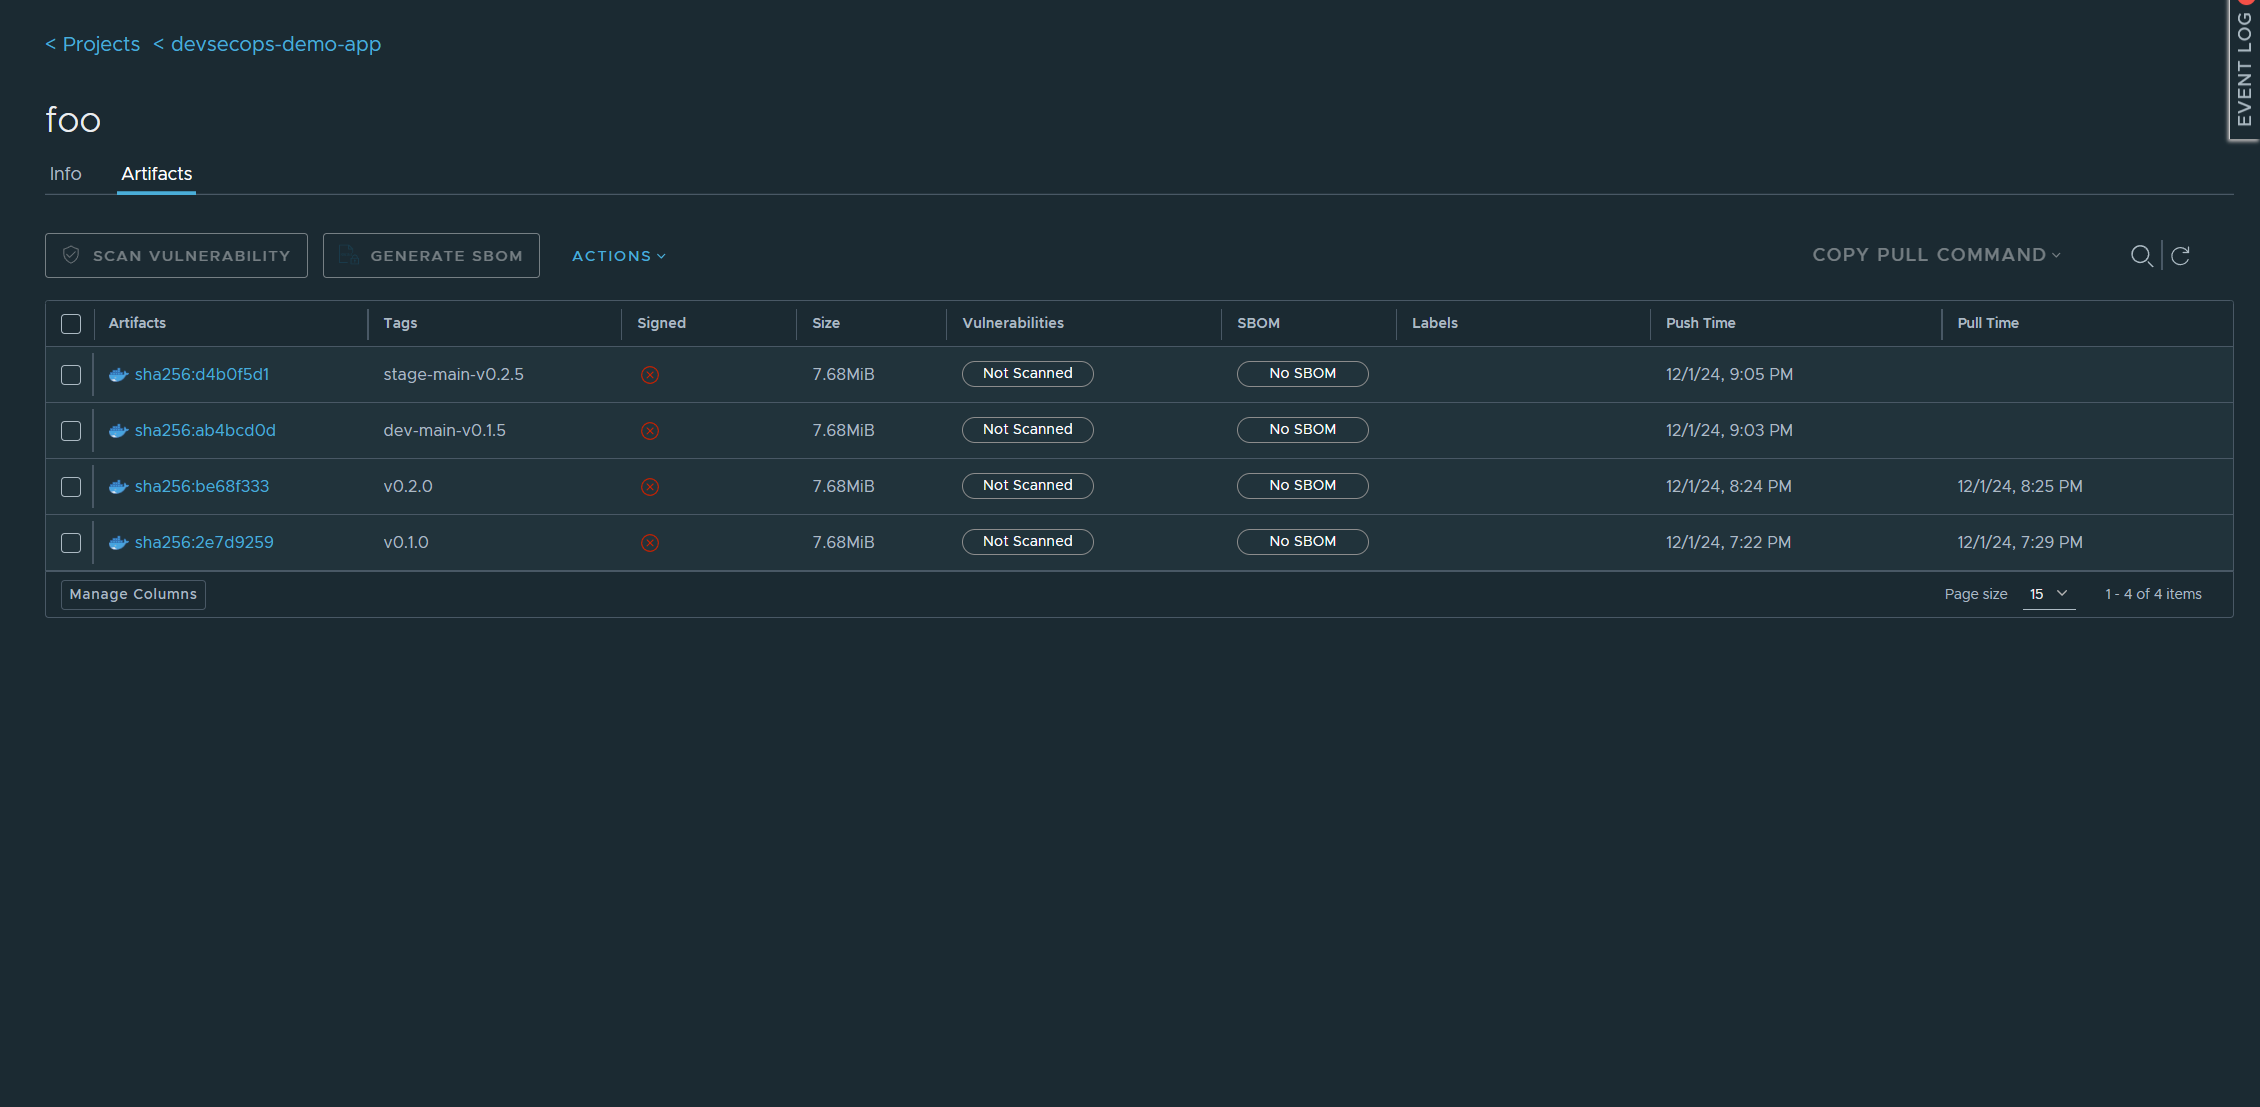 < Projects < devsecops-demo-app
EVENT LOG
foo
Info Artifacts
SCAN VULNERABILITY GENERATE SBOM ACTIONS COPY PULL COMMAND
Artifacts Tags Signed Size Vulnerabilities SBOM Labels Push Time Pull Time
sha256:d4b0f5d1 stage-main-v0.2.5 7.68MiB Not Scanned No SBOM 12/1/24, 9:05 PM
sha256:ab4bcd0d dev-main-v0.1.5 7.68MiB Not Scanned No SBOM 12/1/24, 9:03 PM
sha256:be68f333 v0.2.0 7.68MiB Not Scanned No SBOM 12/1/24, 8:24 PM 12/1/24, 8:25 PM
sha256:2e7d9259 v0.1.0 7.68MiB Not Scanned No SBOM 12/1/24, 7:22 PM 12/1/24, 7:29 PM
Manage Columns Page size 15 1 - 4 of 4 items